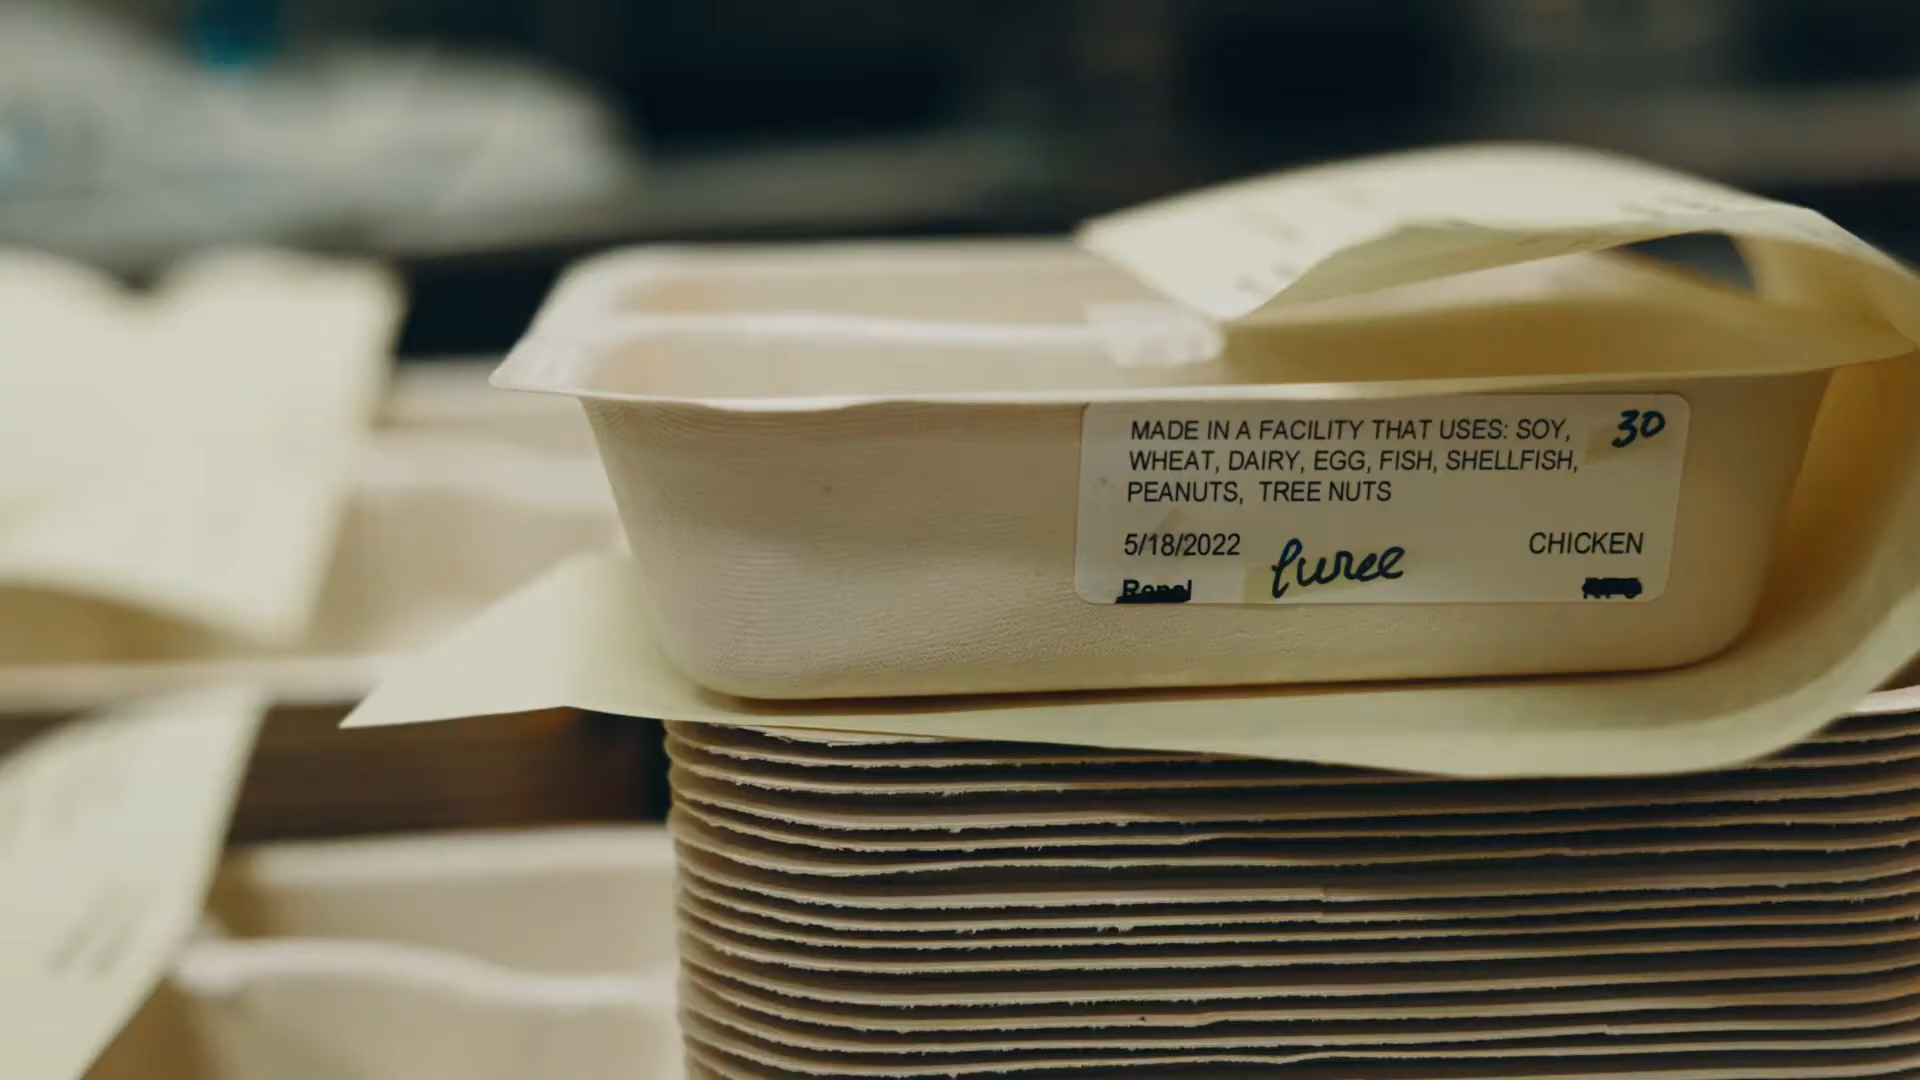 MADE IN A FACILITY THAT USES: SOY, 30
WHEAT, DAIRY, EGG, FISH, SHELLFISH,
PEANUTS, TREE NUTS
5/18/2022 Puree CHICKEN
Renal